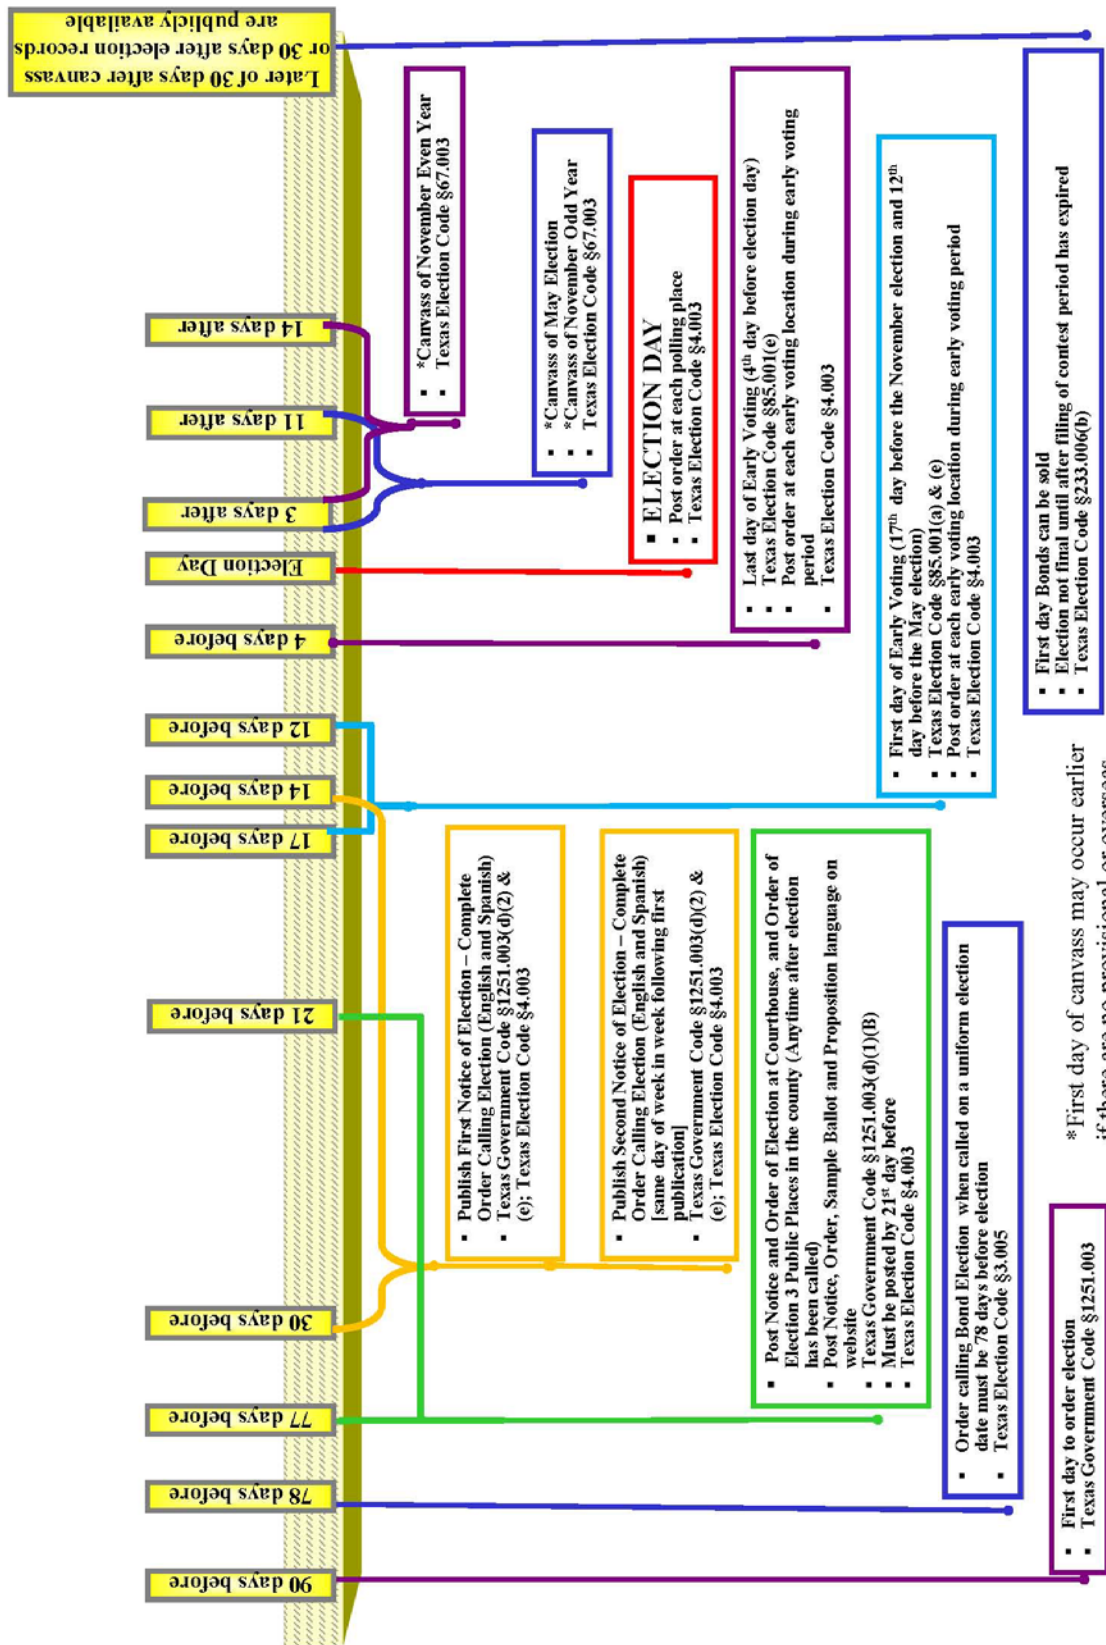 90 days before
78 days before
77 days before
30 days before
21 days before
17 days before
14 days before
12 days before
4 days before
Election Day
3 days after
11 days after
14 days after
Later of 30 days after canvass
or 30 days after election records
are publicly available
▪ *Canvass of November Even Year
▪ Texas Election Code §67.003
▪ *Canvass of May Election
▪ *Canvass of November Odd Year
▪ Texas Election Code §67.003
▪ ELECTION DAY
▪ Post order at each polling place
▪ Texas Election Code §4.003
▪ Last day of Early Voting (4th day before election day)
▪ Texas Election Code §85.001(e)
▪ Post order at each early voting location during early voting
period
▪ Texas Election Code §4.003
▪ First day of Early Voting (17th day before the November election and 12th
day before the May election)
▪ Texas Election Code §85.001(a) & (e)
▪ Post order at each early voting location during early voting period
▪ Texas Election Code §4.003
▪ First day Bonds can be sold
▪ Election not final until after filing of contest period has expired
▪ Texas Election Code §233.006(b)
▪ Publish First Notice of Election – Complete
Order Calling Election (English and Spanish)
▪ Texas Government Code §1251.003(d)(2) &
(e); Texas Election Code §4.003
▪ Publish Second Notice of Election – Complete
Order Calling Election (English and Spanish)
[same day of week in week following first
publication]
▪ Texas Government Code §1251.003(d)(2) &
(e); Texas Election Code §4.003
▪ Post Notice and Order of Election at Courthouse, and Order of
Election 3 Public Places in the county (Anytime after election
has been called)
▪ Post Notice, Order, Sample Ballot and Proposition language on
website
▪ Texas Government Code §1251.003(d)(1)(B)
▪ Must be posted by 21st day before
▪ Texas Election Code §4.003
▪ Order calling Bond Election when called on a uniform election
date must be 78 days before election
▪ Texas Election Code §3.005
▪ First day to order election
▪ Texas Government Code §1251.003
*First day of canvass may occur earlier
if there are no provisional or overseas